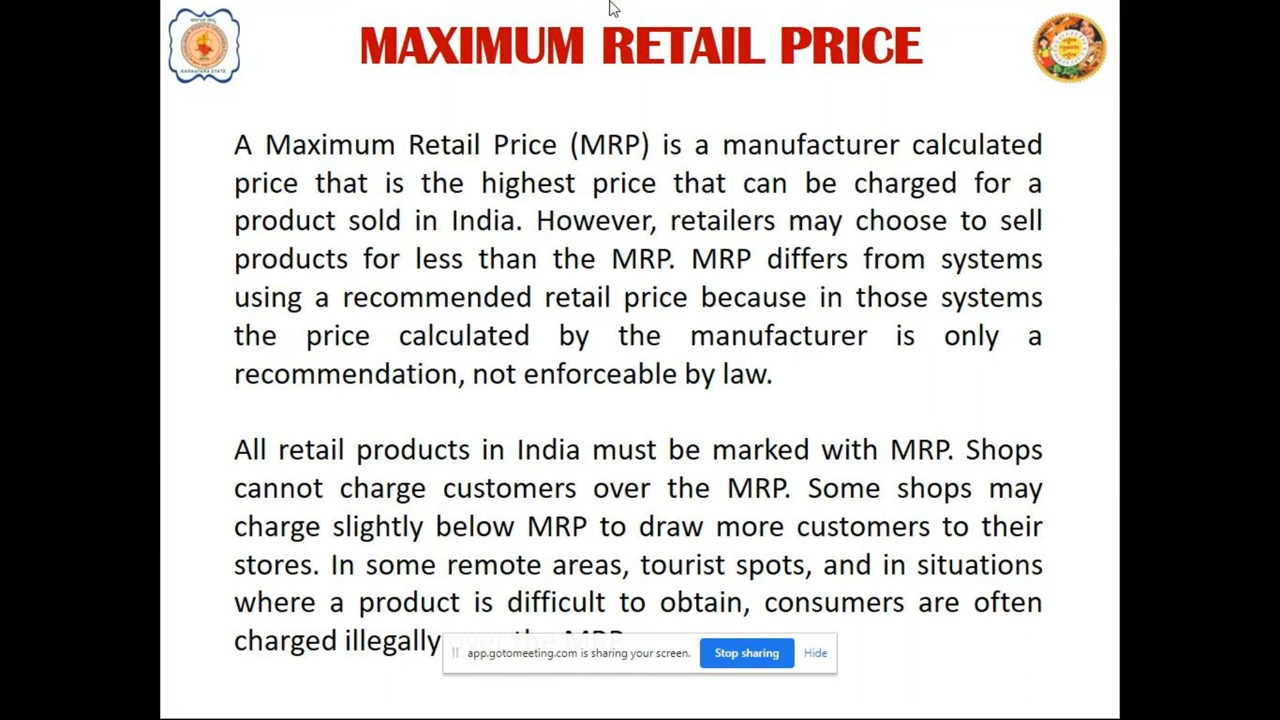 MAXIMUM RETAIL PRICE
KARNATAKA STATE
A Maximum Retail Price (MRP) is a manufacturer calculated
price that is the highest price that can be charged for a
product sold in India. However, retailers may choose to sell
products for less than the MRP. MRP differs from systems
using a recommended retail price because in those systems
the price calculated by the manufacturer is only a
recommendation, not enforceable by law.
All retail products in India must be marked with MRP. Shops
cannot charge customers over the MRP. Some shops may
charge slightly below MRP to draw more customers to their
stores. In some remote areas, tourist spots, and in situations
where a product is difficult to obtain, consumers are often
charged illegally over the MRP
app.gotomeeting.com is sharing your screen.
Stop sharing
Hide